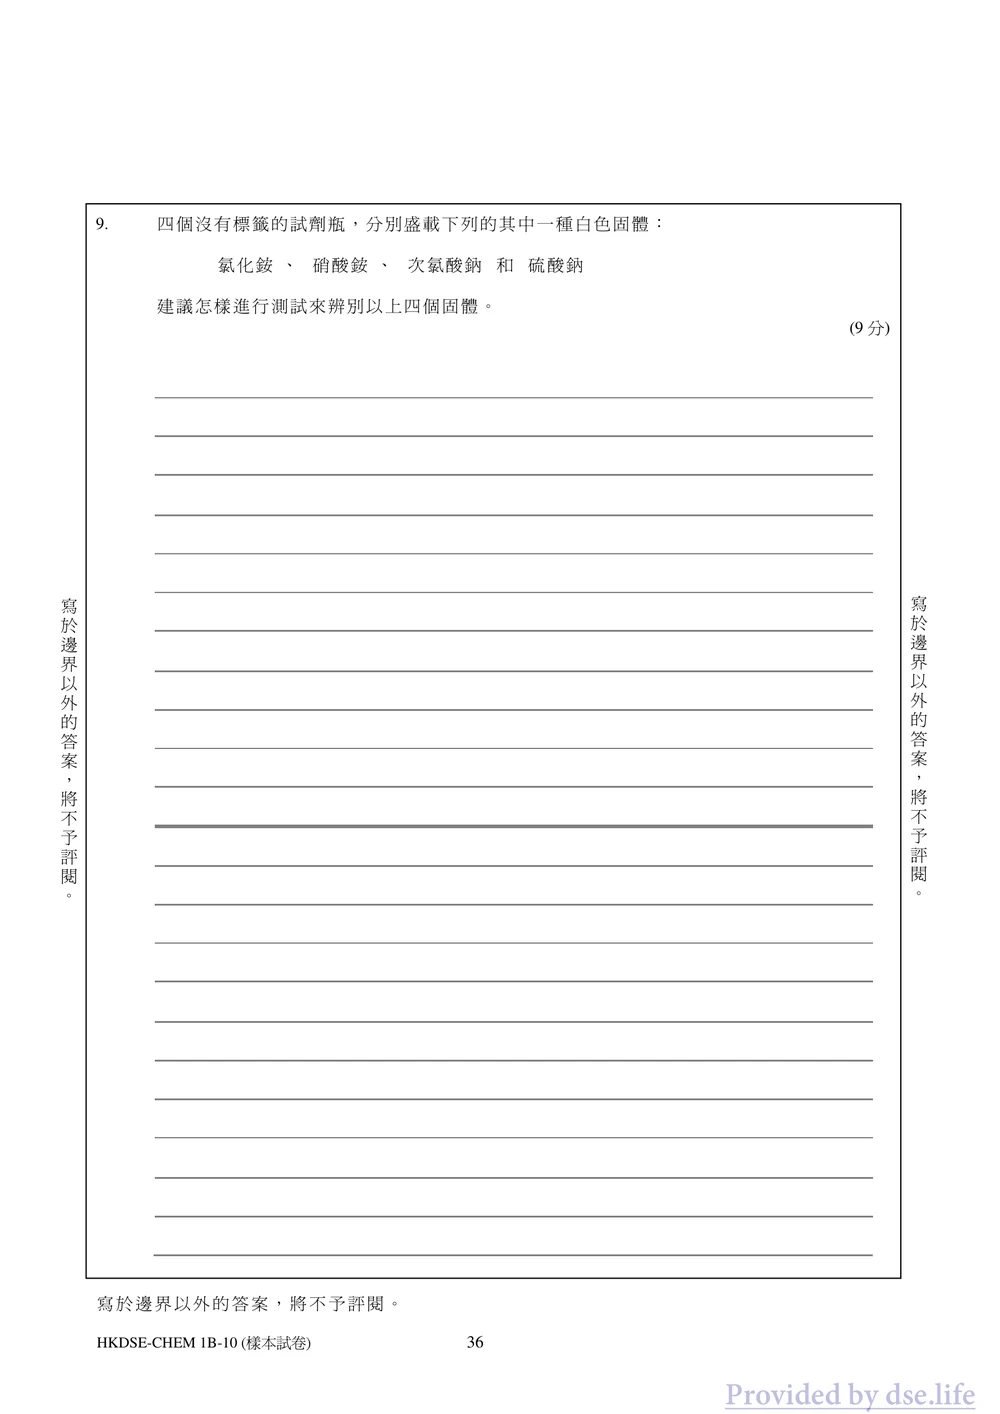 9. 四個沒有標籤的試劑瓶，分別盛載下列的其中一種白色固體：
氯化銨 、 硝酸銨 、 次氯酸鈉 和 硫酸鈉
建議怎樣進行測試來辨別以上四個固體。
(9 分)
寫於邊界以外的答案，將不予評閱。
寫於邊界以外的答案，將不予評閱。
寫於邊界以外的答案，將不予評閱。
HKDSE-CHEM 1B-10 (樣本試卷) 36
Provided by dse.life